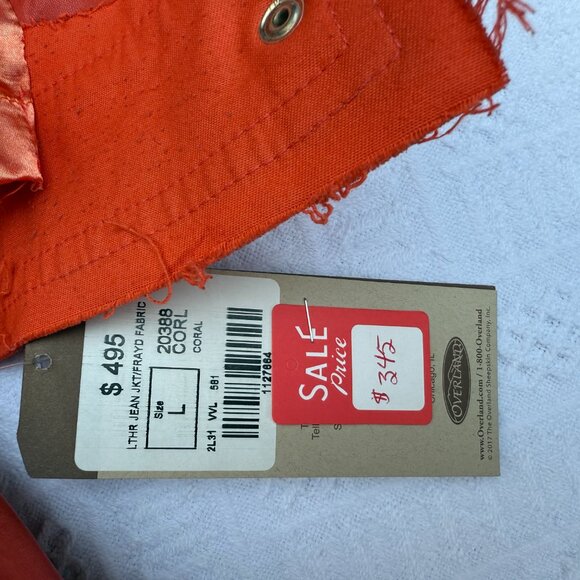 $ 495
LTHR JEAN JKT/FRAY'D FABRIC
20388
CORL
CORAL
Size
L
2L31 VVL 581
1127664
SALE
Price
$ 345
OVERLAND
www.Overland.com / 1-800-Overland
© 2017 The Overland Sheepskin Company, Inc.